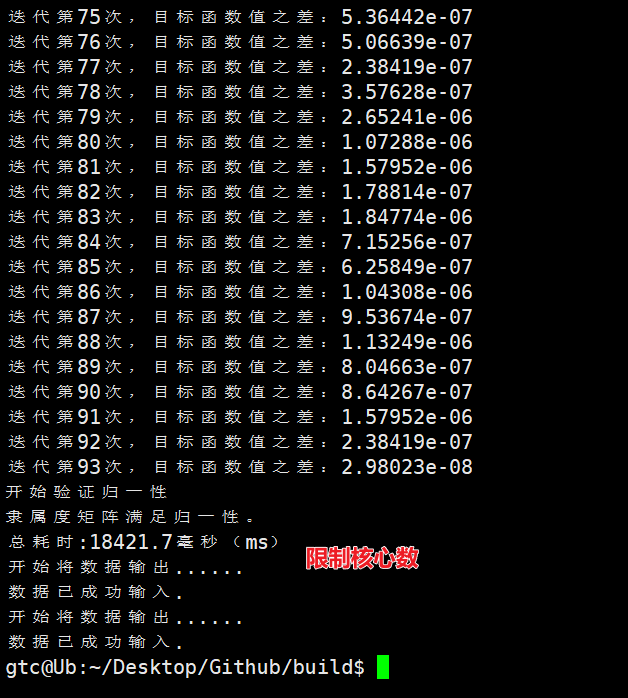 迭代第75次，目标函数值之差：5.36442e-07
迭代第76次，目标函数值之差：5.06639e-07
迭代第77次，目标函数值之差：2.38419e-07
迭代第78次，目标函数值之差：3.57628e-07
迭代第79次，目标函数值之差：2.65241e-06
迭代第80次，目标函数值之差：1.07288e-06
迭代第81次，目标函数值之差：1.57952e-06
迭代第82次，目标函数值之差：1.78814e-07
迭代第83次，目标函数值之差：1.84774e-06
迭代第84次，目标函数值之差：7.15256e-07
迭代第85次，目标函数值之差：6.25849e-07
迭代第86次，目标函数值之差：1.04308e-06
迭代第87次，目标函数值之差：9.53674e-07
迭代第88次，目标函数值之差：1.13249e-06
迭代第89次，目标函数值之差：8.04663e-07
迭代第90次，目标函数值之差：8.64267e-07
迭代第91次，目标函数值之差：1.57952e-06
迭代第92次，目标函数值之差：2.38419e-07
迭代第93次，目标函数值之差：2.98023e-08
开始验证归一性
隶属度矩阵满足归一性。
总耗时:18421.7毫秒（ms）
限制核心数
开始将数据输出......
数据已成功输入.
开始将数据输出......
数据已成功输入.
gtc@Ub:~/Desktop/Github/build$